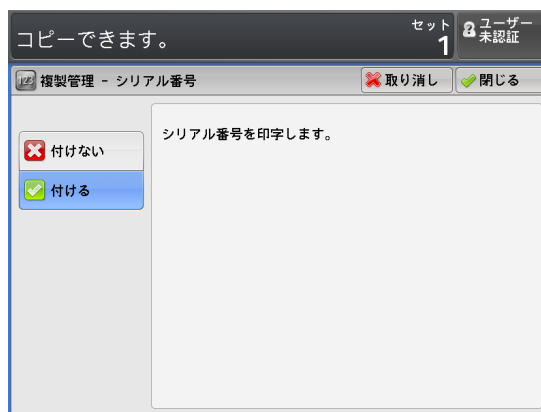 コピーできます。
セット
1
ユーザー
未認証
123 複製管理 - シリアル番号
取り消し
閉じる
付けない
シリアル番号を印字します。
付ける